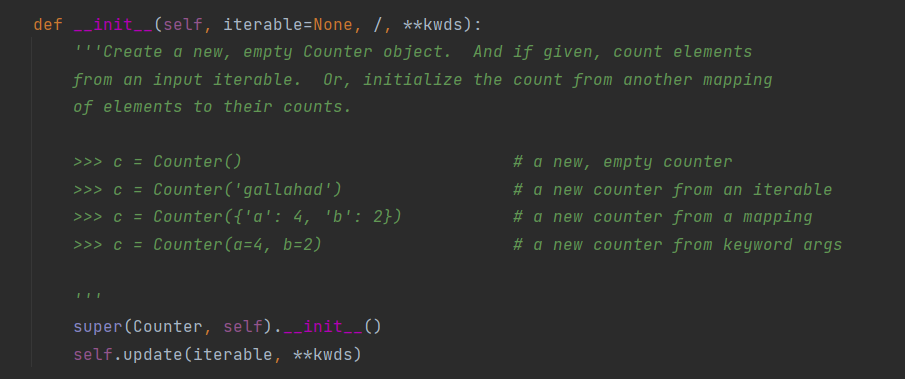 def __init__(self, iterable=None, /, **kwds):
'''Create a new, empty Counter object.  And if given, count elements
from an input iterable.  Or, initialize the count from another mapping
of elements to their counts.
>>> c = Counter()                           # a new, empty counter
>>> c = Counter('gallahad')                 # a new counter from an iterable
>>> c = Counter({'a': 4, 'b': 2})           # a new counter from a mapping
>>> c = Counter(a=4, b=2)                   # a new counter from keyword args
'''
super(Counter, self).__init__()
self.update(iterable, **kwds)